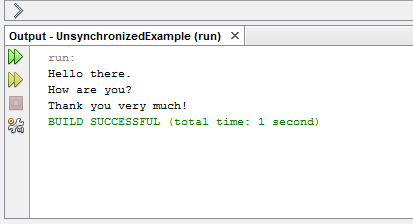 Output - UnsynchronizedExample (run)
run:
Hello there.
How are you?
Thank you very much!
BUILD SUCCESSFUL (total time: 1 second)